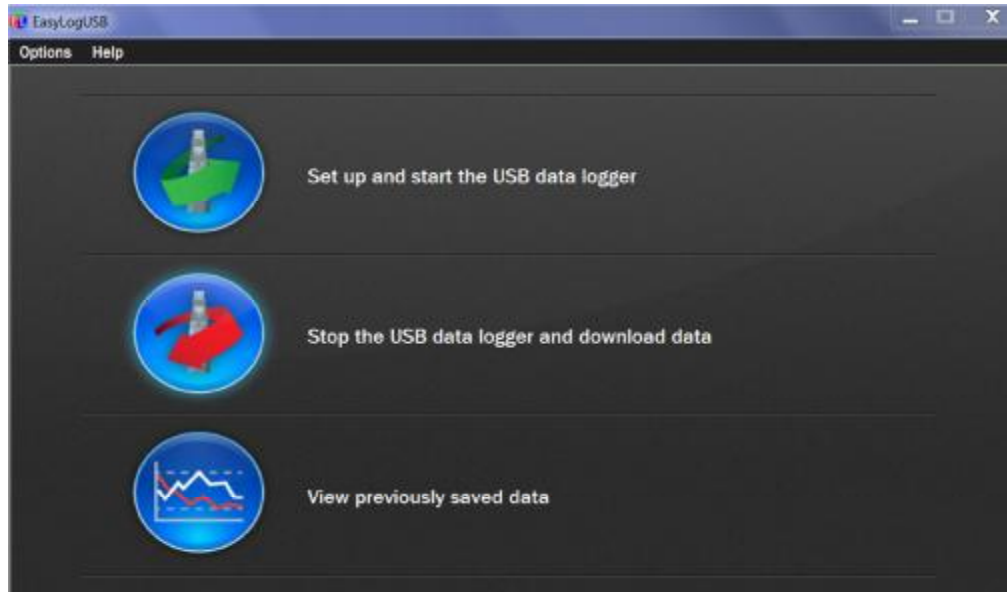 EasyLogUSB
Options Help
Set up and start the USB data logger
Stop the USB data logger and download data
View previously saved data